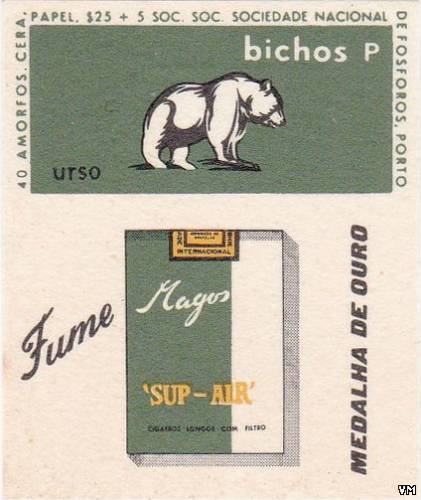 40 AMORFOS. CERA,
PAPEL, $25 + 5 SOC. SOC. SOCIEDADE NACIONAL
DE FOSFOROS, PORTO
bichos P
urso
INTERNACIONAL
Fume
Magos
'SUP-AIR'
CIGARROS LONGOS COM FILTRO
MEDALHA DE OURO
VM